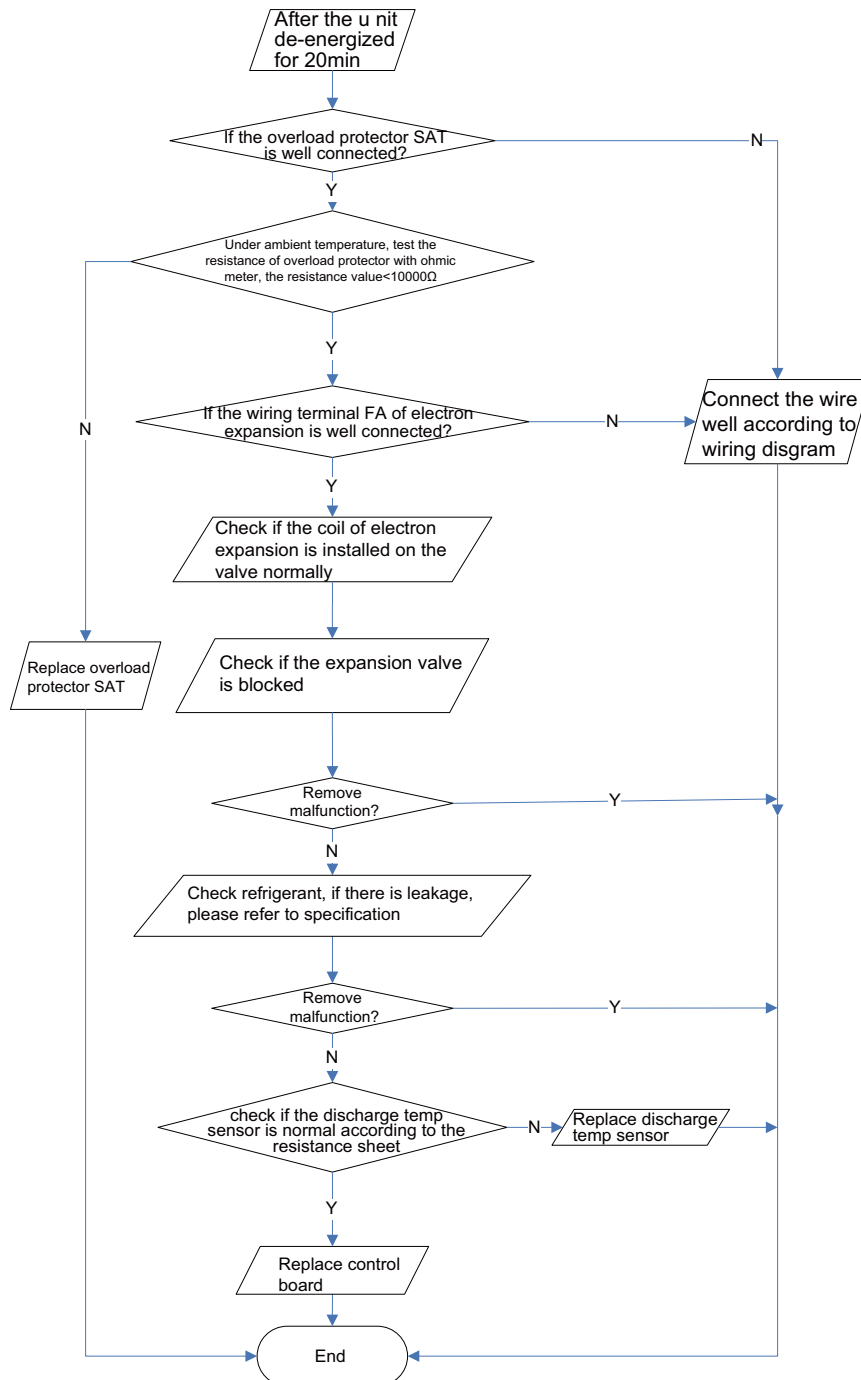 After the u nit
de-energized
for 20min
If the overload protector SAT
is well connected?
N
Y
Under ambient temperature, test the
resistance of overload protector with ohmic
meter, the resistance value<10000Ω
Y
If the wiring terminal FA of electron
expansion is well connected?
N
N
Connect the wire
well according to
wiring disgram
Y
Check if the coil of electron
expansion is installed on the
valve normally
Replace overload
protector SAT
Check if the expansion valve
is blocked
Remove
malfunction?
Y
N
Check refrigerant, if there is leakage,
please refer to specification
Remove
malfunction?
Y
N
check if the discharge temp
sensor is normal according to the
resistance sheet
N
Replace discharge
temp sensor
Y
Replace control
board
End